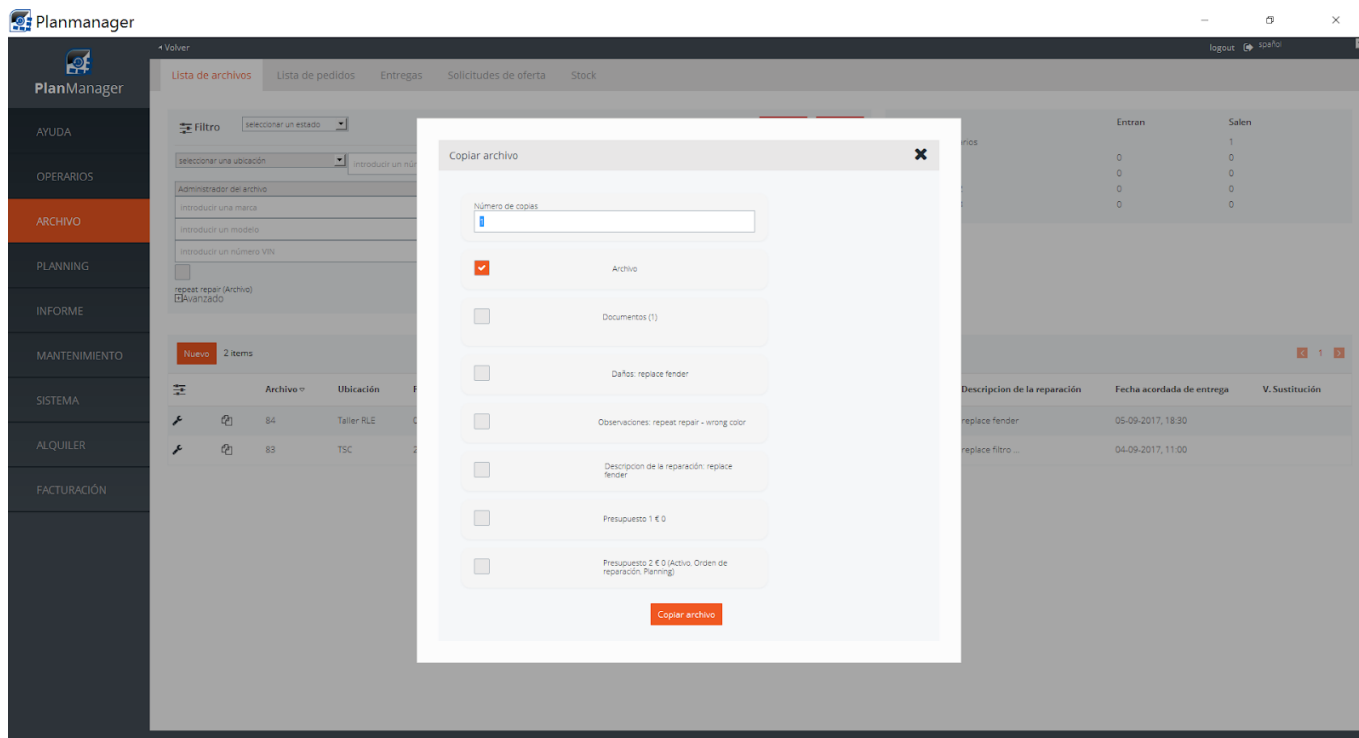 Planmanager
Volver
logout
PlanManager
Lista de archivos
Lista de pedidos
Entregas
Solicitudes de oferta
Stock
AYUDA
OPERARIOS
ARCHIVO
PLANNING
INFORME
MANTENIMIENTO
SISTEMA
ALQUILER
FACTURACIÓN
Filtro
seleccionar un estado
seleccionar una ubicación
introducir un
Administrador del archivo
introducir una marca
introducir un modelo
introducir un número VIN
repeat repair (Archivo)
Avanzado
Entran Salen
1
0 0
0 0
0 0
0 0
Copiar archivo
Número de copias
1
Archivo
Documentos (1)
Daños: replace fender
Observaciones: repeat repair - wrong color
Descripcion de la reparación: replace
fender
Presupuesto 1 € 0
Presupuesto 2 € 0 (Activo. Orden de
reparación. Planning)
Copiar archivo
Nuevo 2 items
1
Archivo Ubicación Descripcion de la reparación Fecha acordada de entrega V. Sustitución
84 Taller RLE replace fender 05-09-2017, 18:30
83 TSC replace filtro .. 04-09-2017, 11:00